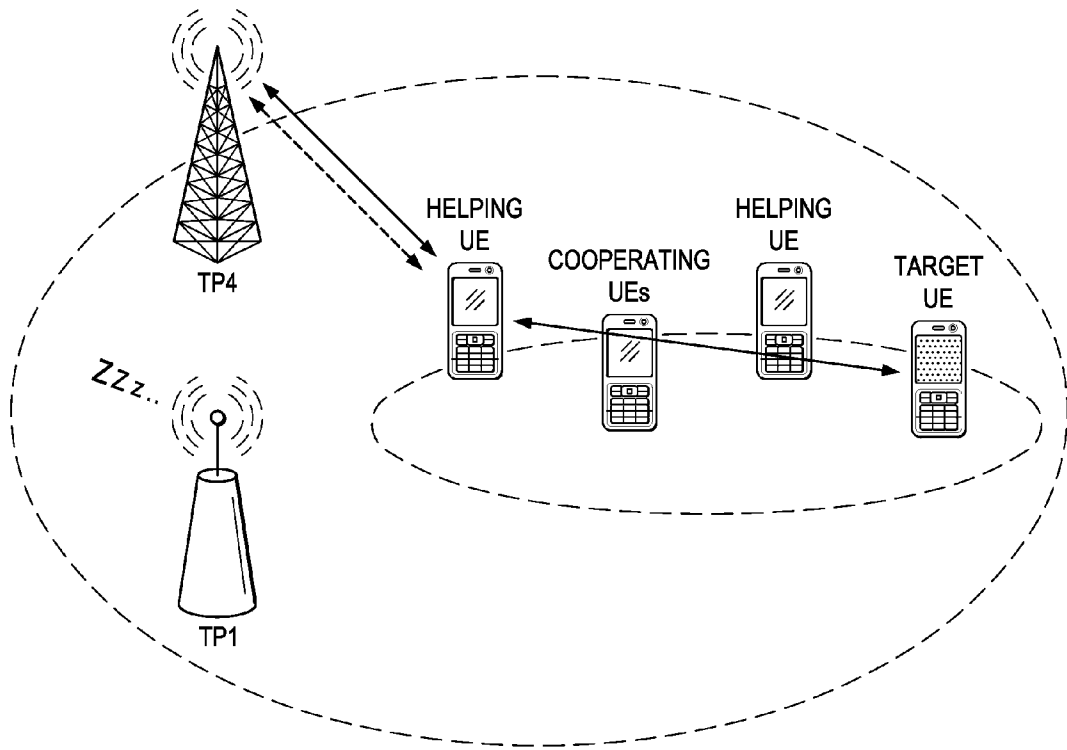 HELPING
UE
HELPING
UE
COOPERATING
UEs
TARGET
UE
TP4
ZZz..
TP1